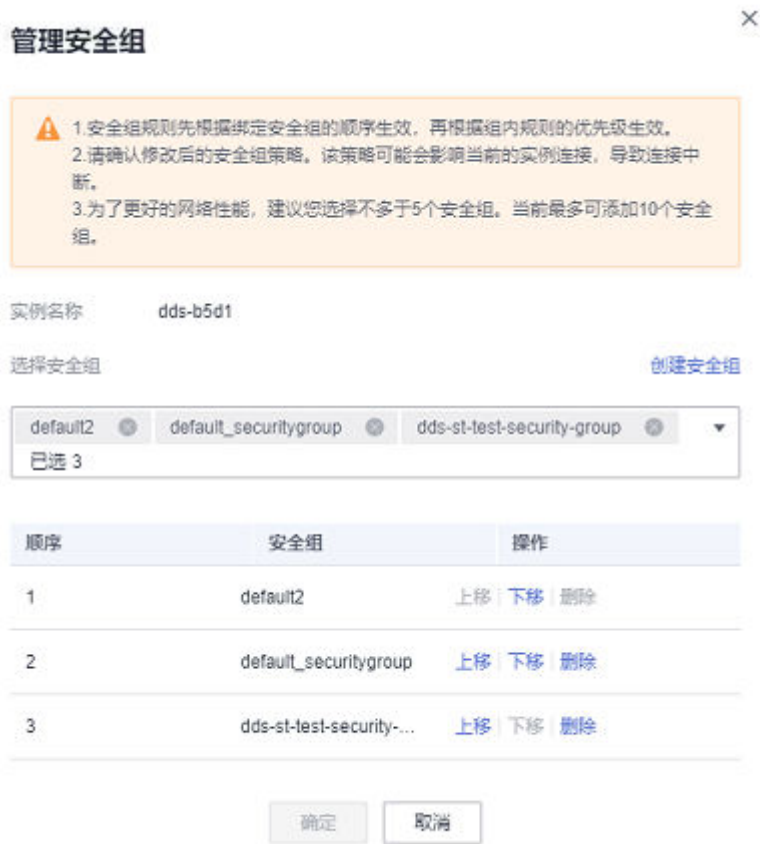 管理安全组
1.安全组规则先根据绑定安全组的顺序生效，再根据组内规则的优先级生效。
2.请确认修改后的安全组策略。该策略可能会影响当前的实例连接，导致连接中
断。
3.为了更好的网络性能，建议您选择不多于5个安全组。当前最多可添加10个安全
组。
实例名称 dds-b5d1
选择安全组 创建安全组
default2 default_securitygroup dds-st-test-security-group
已选 3
顺序 安全组 操作
1 default2 上移 下移 删除
2 default_securitygroup 上移 下移 删除
3 dds-st-test-security-... 上移 下移 删除
确定 取消